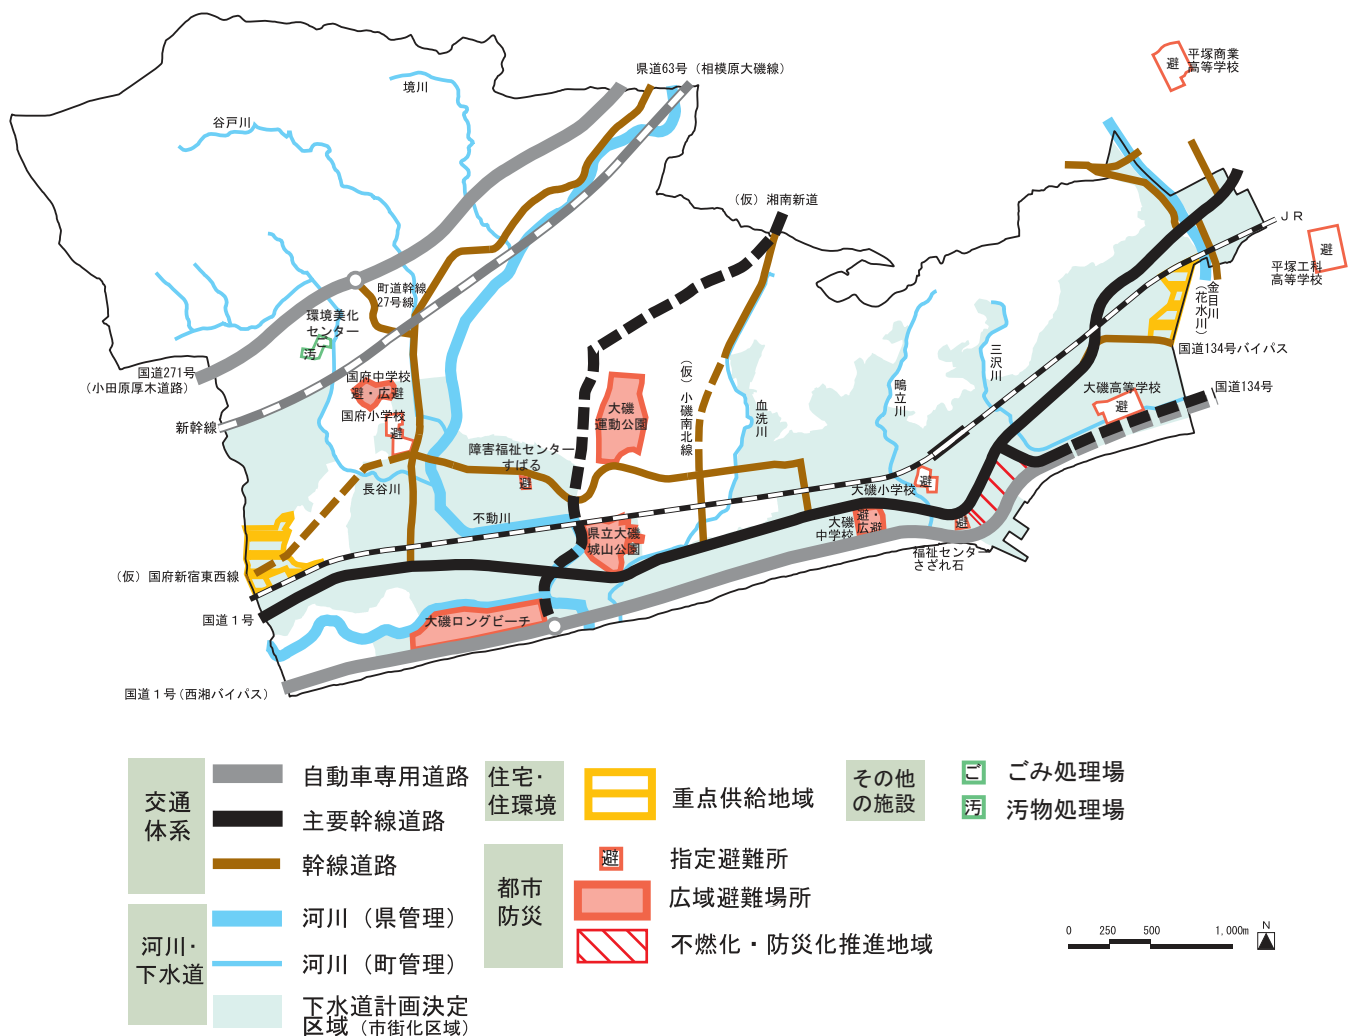 平塚商業
高等学校
避
県道63号（相模原大磯線）
境川
谷戸川
（仮）湘南新道
ＪＲ
避
平塚工科
高等学校
金目川
（花水川）
町道幹線
27号線
環境美化
センター
ご
汚
国道271号
（小田原厚木道路）
新幹線
国府中学校
避・広避
国府小学校
避
大磯
運動公園
（仮）小磯南北線
血洗川
鴫立川
三沢川
国道134号バイパス
大磯高等学校
避
国道134号
障害福祉センター
すばる
避
長谷川
不動川
大磯小学校
避
県立大磯
城山公園
大磯
中学校
避・
広避
避
福祉センター
さざれ石
（仮）国府新宿東西線
国道１号
大磯ロングビーチ
国道１号(西湘バイパス)
交通
体系
自動車専用道路
主要幹線道路
幹線道路
河川・
下水道
河川（県管理）
河川（町管理）
下水道計画決定
区域（市街化区域）
住宅・
住環境
重点供給地域
都市
防災
避
指定避難所
広域避難場所
不燃化・防災化推進地域
その他
の施設
ご
ごみ処理場
汚
汚物処理場
0 250 500 1,000m
N